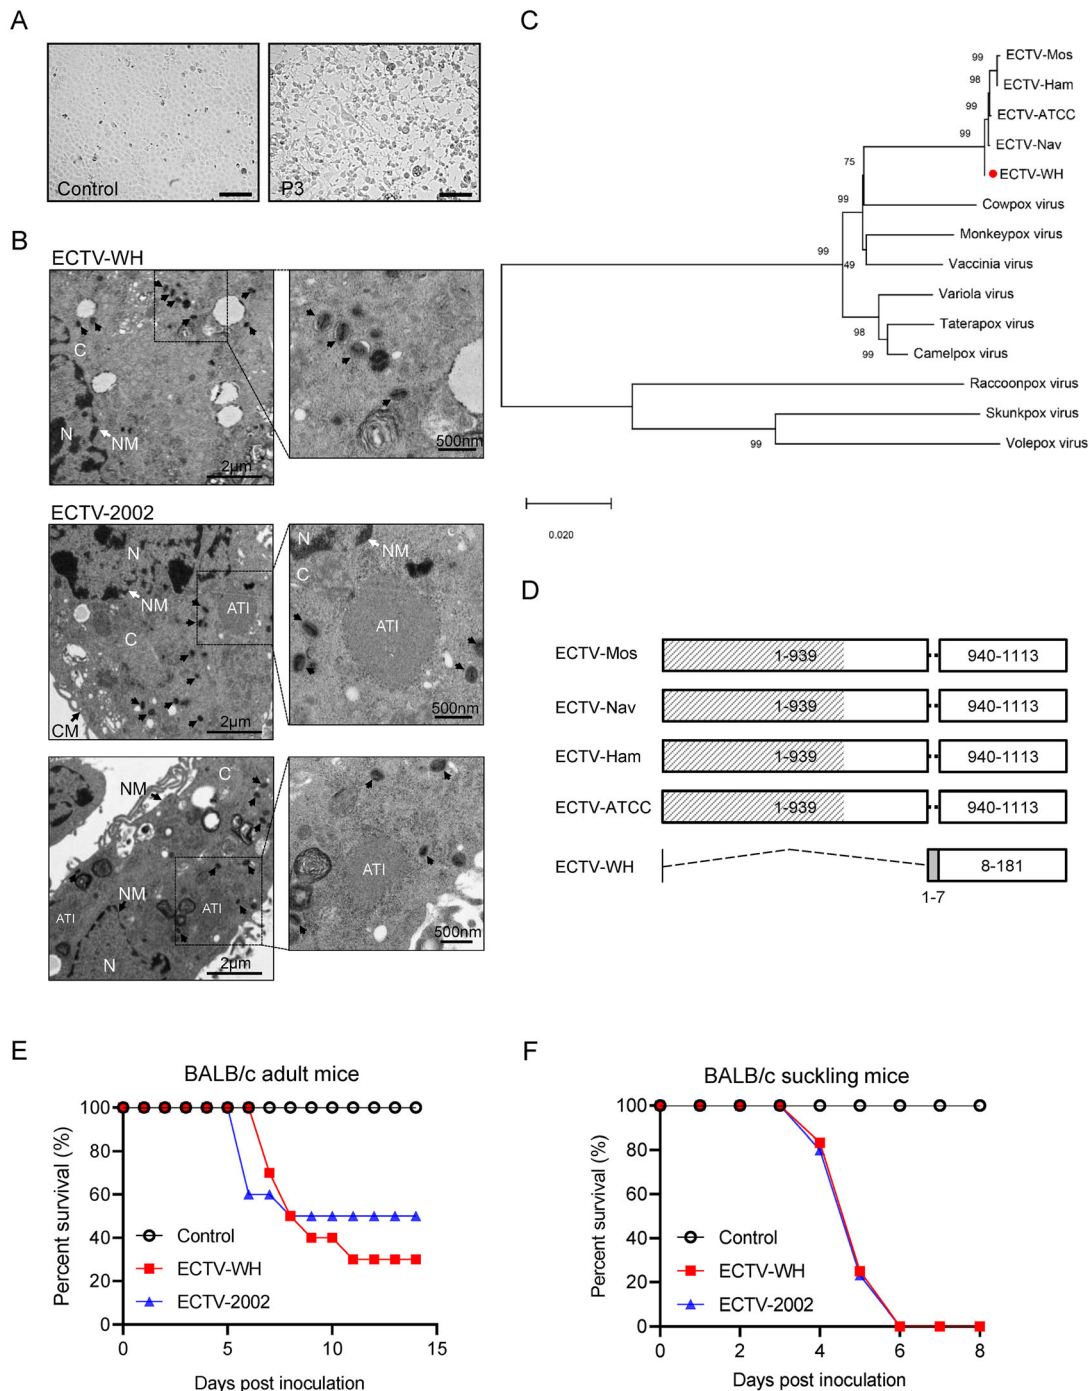 A
Control
P3
B
ECTV-WH
C
N
NM
2μm
500nm
ECTV-2002
N
NM
ATI
C
CM
2μm
N
NM
C
ATI
500nm
NM
C
NM
ATI
ATI
N
2μm
ATI
500nm
C
99
ECTV-Mos
98
ECTV-Ham
99
ECTV-ATCC
99
ECTV-Nav
75
ECTV-WH
99
Cowpox virus
Monkeypox virus
99
49
Vaccinia virus
Variola virus
98
Taterapox virus
99
Camelpox virus
Raccoonpox virus
Skunkpox virus
99
Volepox virus
0.020
D
ECTV-Mos 1-939 940-1113
ECTV-Nav 1-939 940-1113
ECTV-Ham 1-939 940-1113
ECTV-ATCC 1-939 940-1113
ECTV-WH 8-181
1-7
E
BALB/c adult mice
Percent survival (%)
100
80
60
40
20
0
Control
ECTV-WH
ECTV-2002
0 5 10 15
Days post inoculation
F
BALB/c suckling mice
Percent survival (%)
100
80
60
40
20
0
Control
ECTV-WH
ECTV-2002
0 2 4 6 8
Days post inoculation